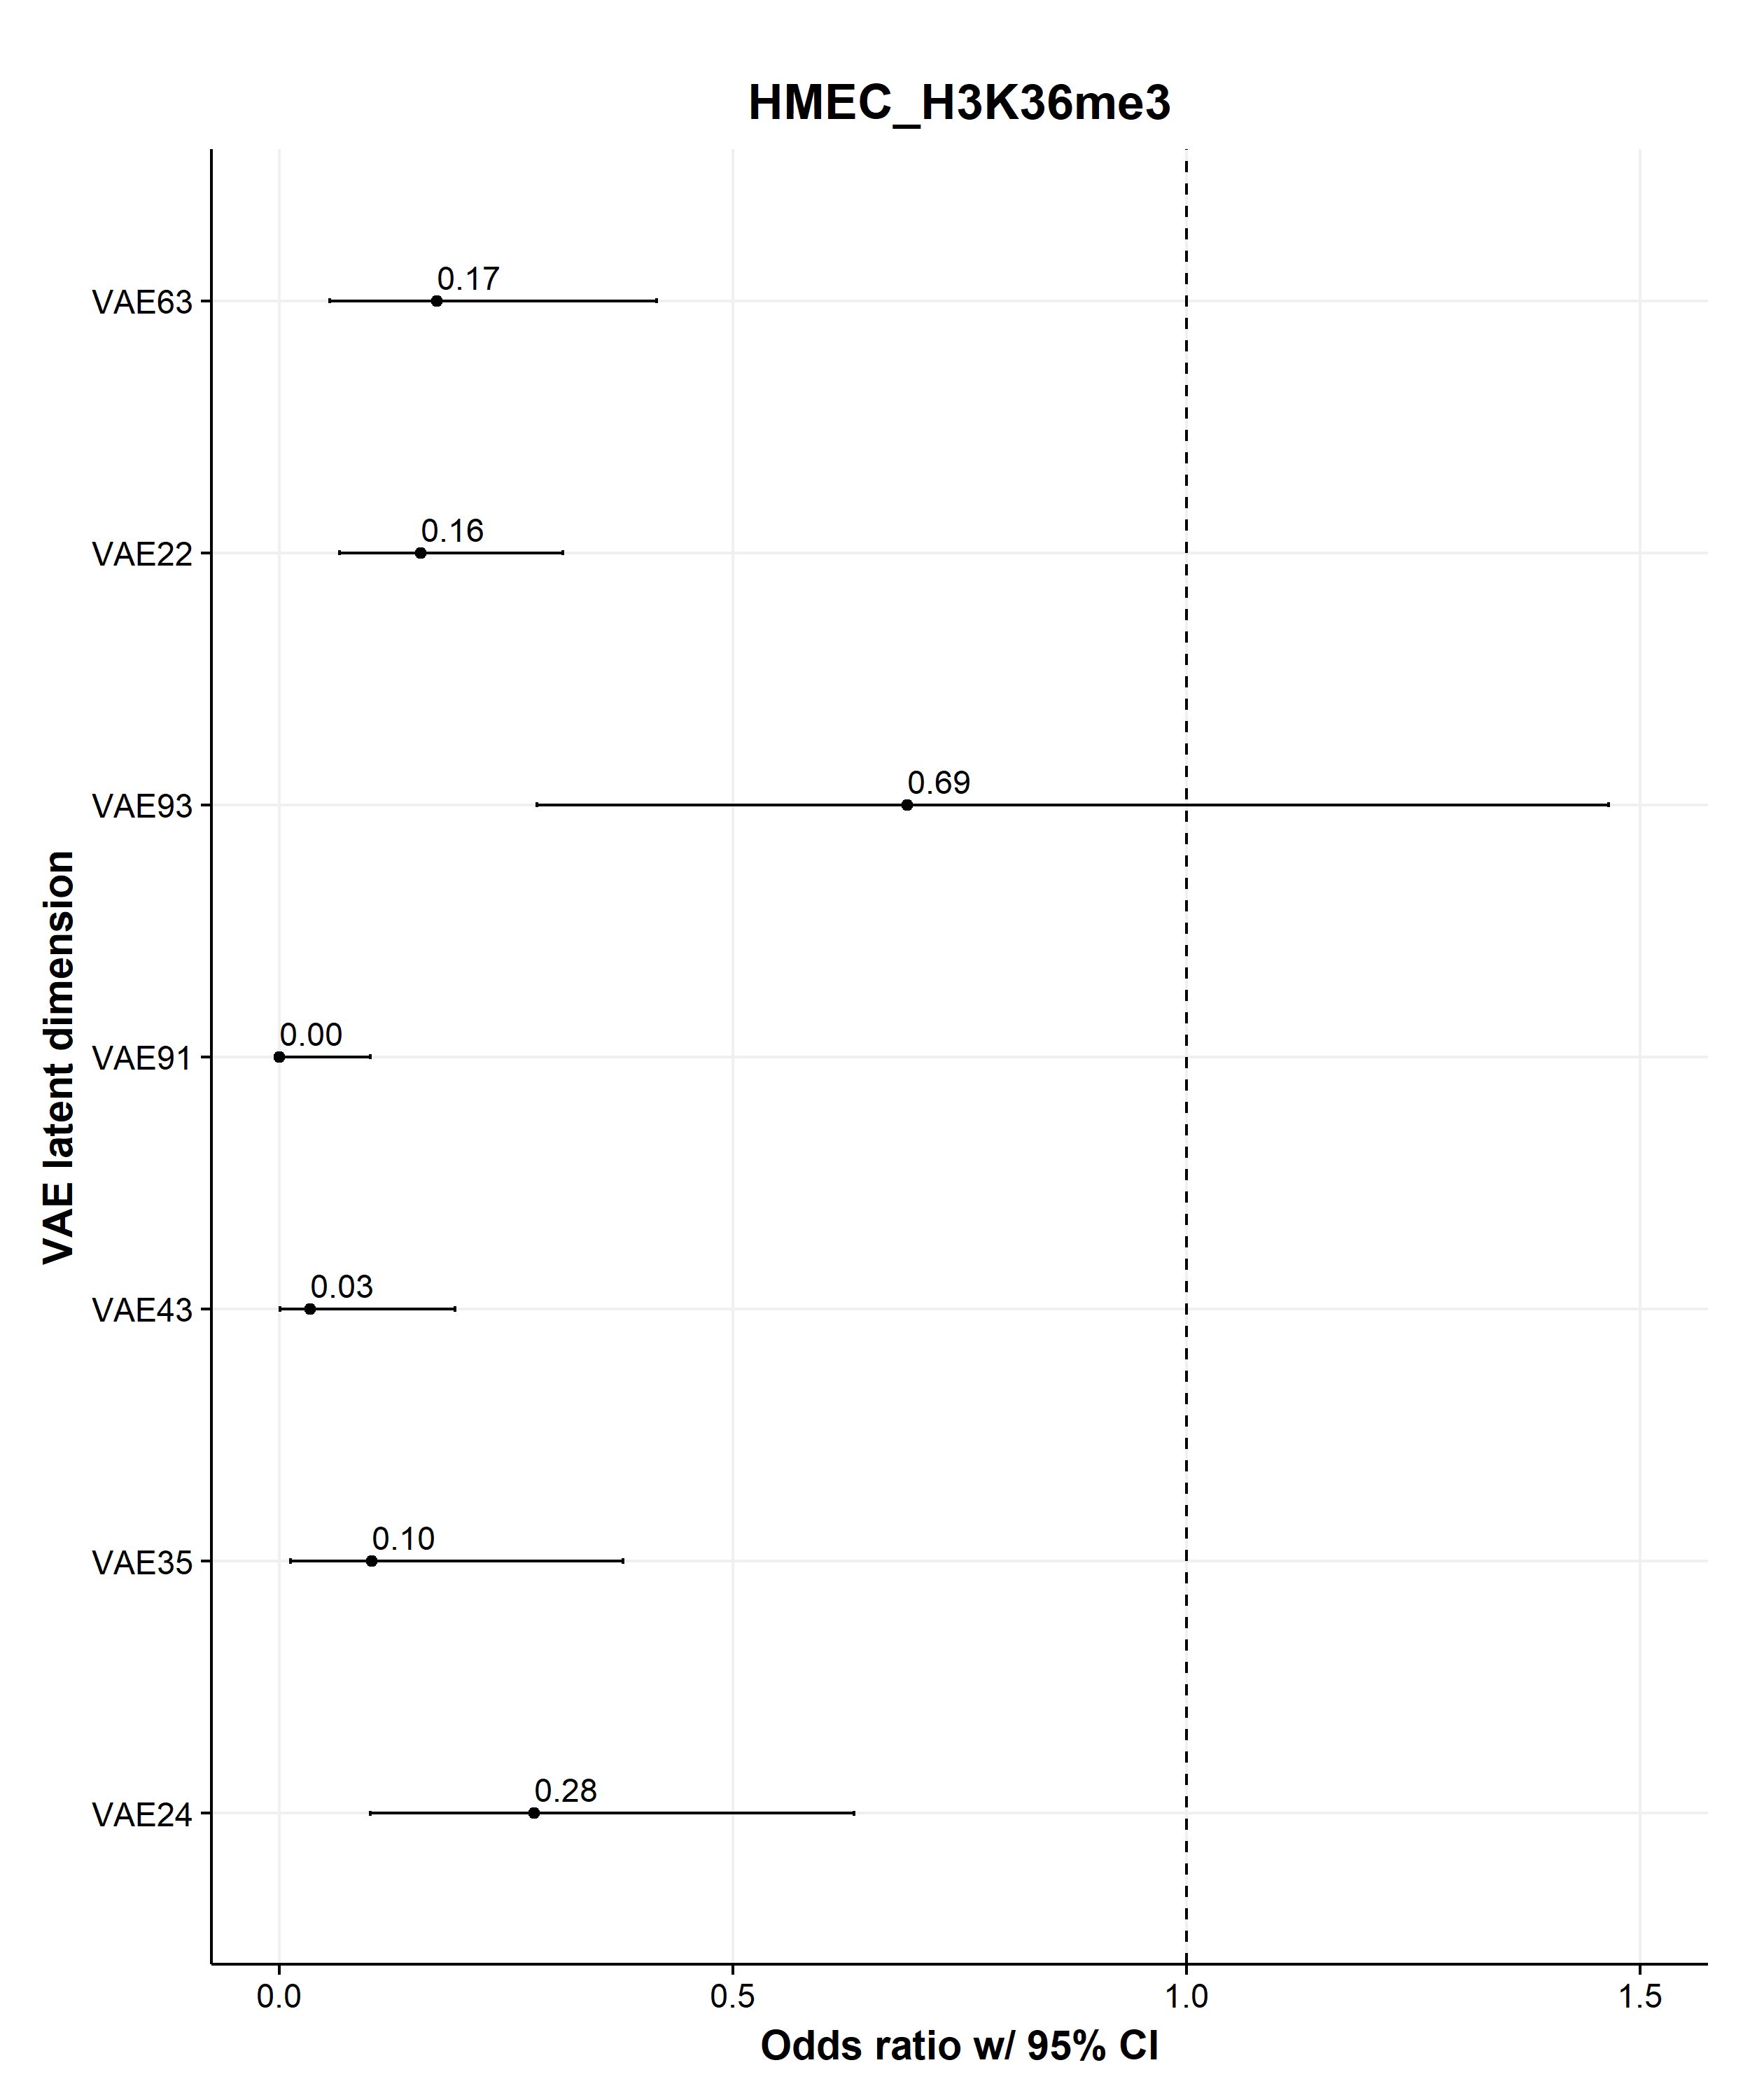 HMEC_H3K36me3
VAE latent dimension
VAE63
0.17
VAE22
0.16
VAE93
0.69
VAE91
0.00
VAE43
0.03
VAE35
0.10
VAE24
0.28
0.0 0.5 1.0 1.5
Odds ratio w/ 95% CI